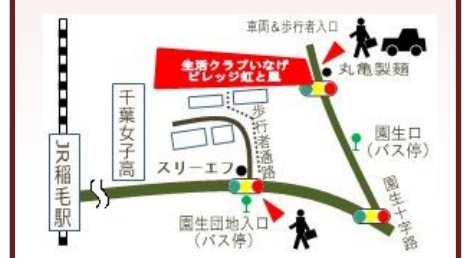 車両&歩行者入口
生活クラブいなげ
ビレッジ虹と風
丸亀製麺
千葉女子高
歩行者通路
園生口
(バス停)
JR稲毛駅
スリーエフ
園生団地入口
(バス停)
園生十字路